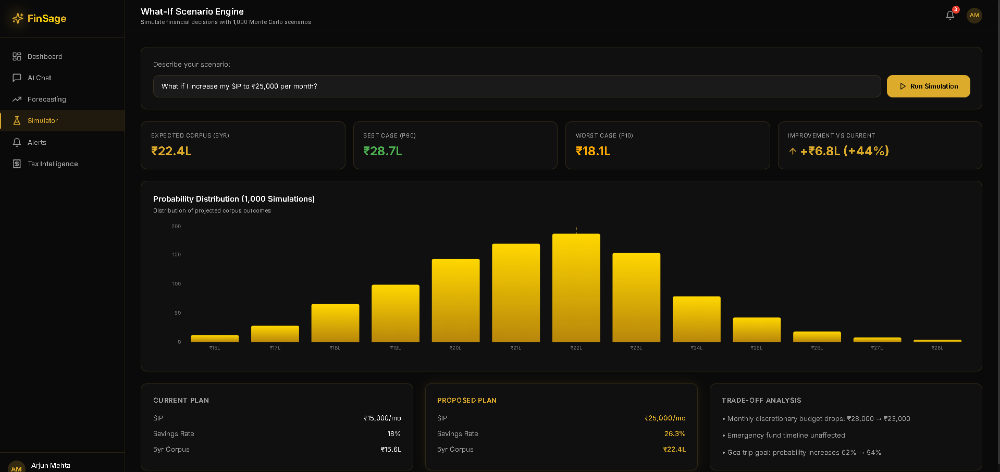 FinSage
What-If Scenario Engine
Simulate financial decisions with 1,000 Monte Carlo scenarios
3
AM
Dashboard
AI Chat
Forecasting
Simulator
Alerts
Tax Intelligence
Describe your scenario:
What if I increase my SIP to ₹25,000 per month?
Run Simulation
EXPECTED CORPUS (5YR)
₹22.4L
BEST CASE (P90)
₹28.7L
WORST CASE (P10)
₹18.1L
IMPROVEMENT VS CURRENT
↑ +₹6.8L (+44%)
Probability Distribution (1,000 Simulations)
Distribution of projected corpus outcomes
200
150
100
50
0
₹16L ₹17L ₹18L ₹19L ₹20L ₹21L ₹22L ₹23L ₹24L ₹25L ₹26L ₹27L ₹28L
CURRENT PLAN
SIP ₹15,000/mo
Savings Rate 18%
5yr Corpus ₹15.6L
PROPOSED PLAN
SIP ₹25,000/mo
Savings Rate 26.3%
5yr Corpus ₹22.4L
TRADE-OFF ANALYSIS
• Monthly discretionary budget drops: ₹28,000 → ₹23,000
• Emergency fund timeline unaffected
• Goa trip goal: probability increases 62% → 94%
AM
Arjun Mehta